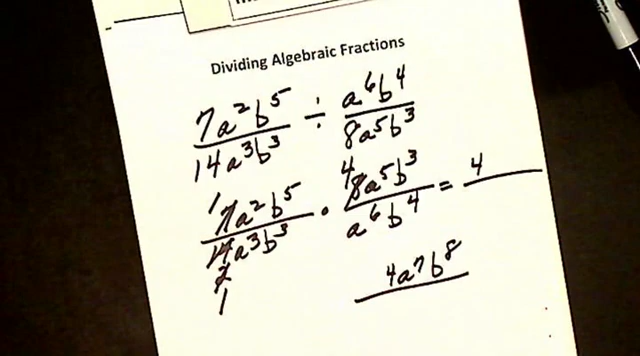 Dividing Algebraic Fractions
7a²b⁵ / 14a³b³ ÷ a⁶b⁴ / 8a⁵b³
1 4
7a²b⁵ / 14a³b³ · 8a⁵b³ / a⁶b⁴ = 4
2
1
4a⁷b⁸